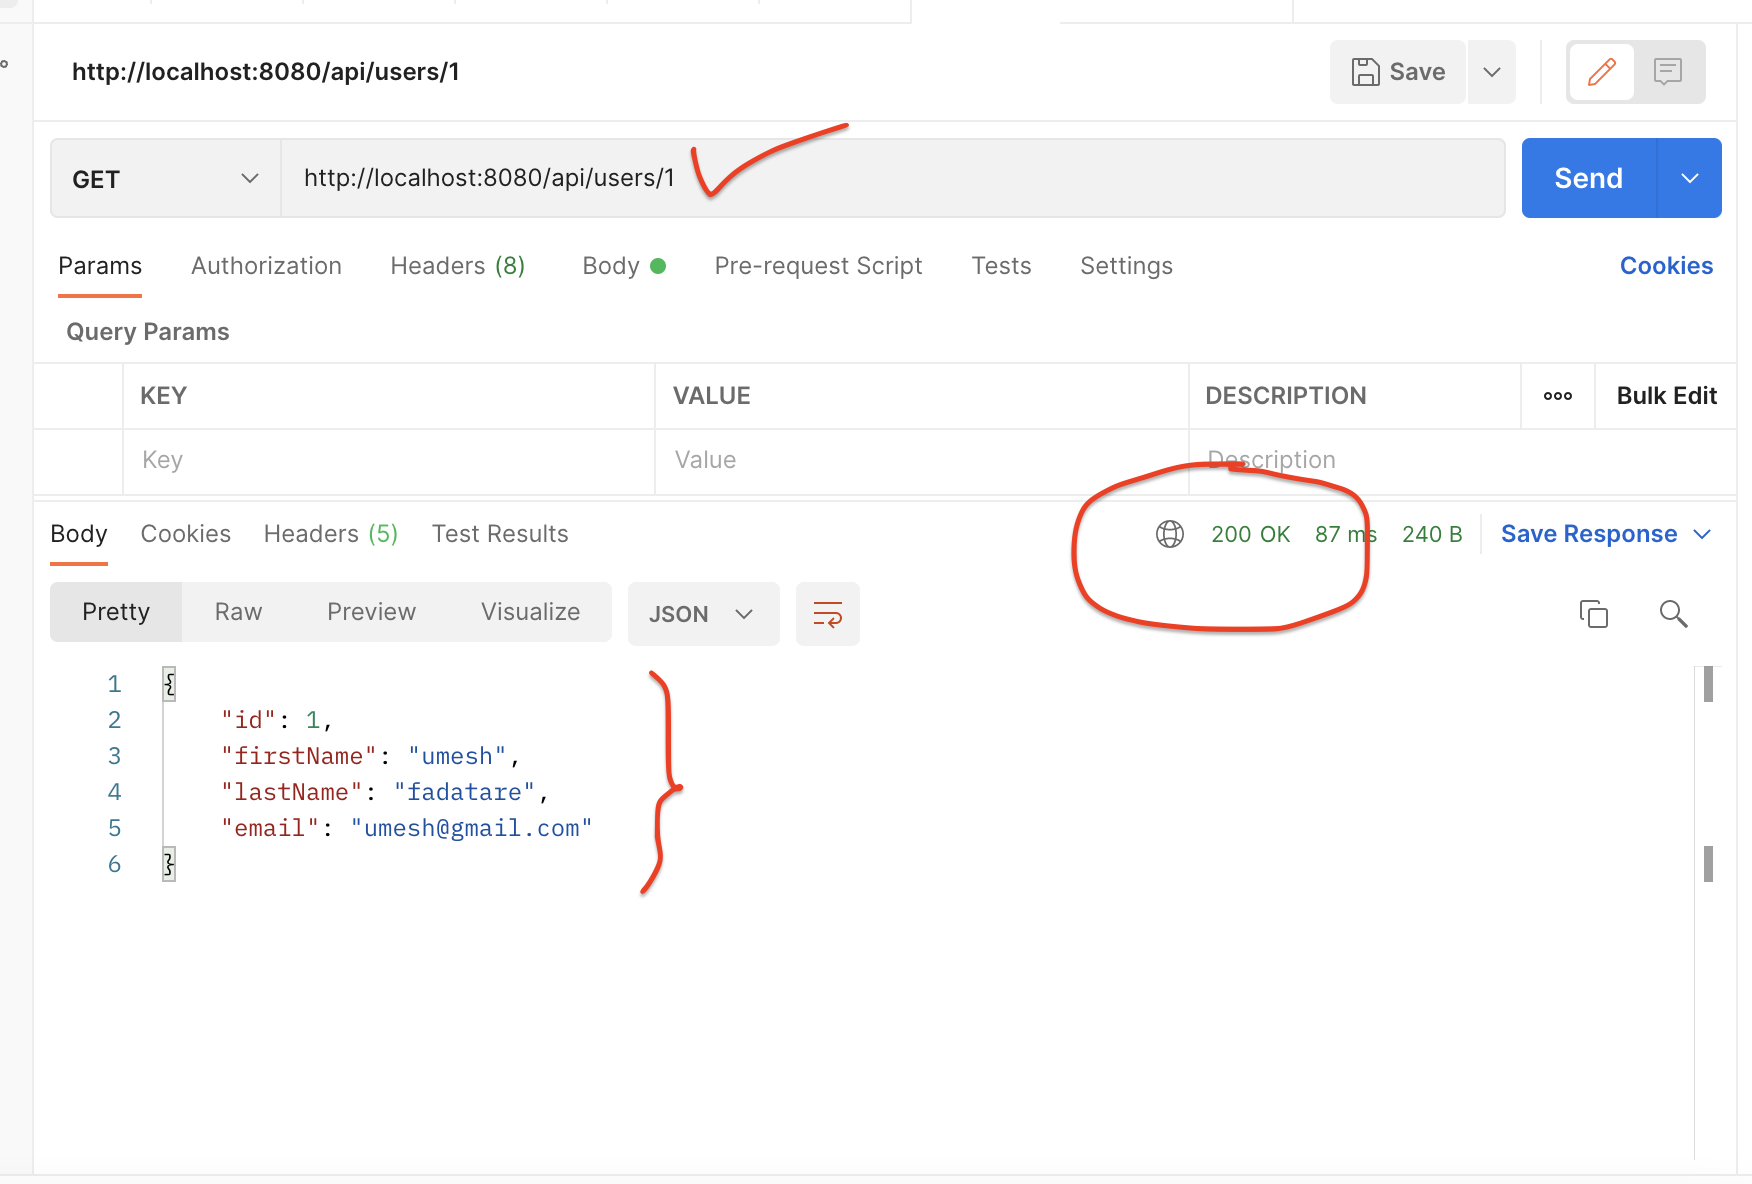 http://localhost:8080/api/users/1
Save
GET
http://localhost:8080/api/users/1
Send
Params Authorization Headers (8) Body Pre-request Script Tests Settings Cookies
Query Params
KEY VALUE DESCRIPTION Bulk Edit
Key Value Description
Body Cookies Headers (5) Test Results 200 OK 87 ms 240 B Save Response
Pretty Raw Preview Visualize JSON
1 {
2 "id": 1,
3 "firstName": "umesh",
4 "lastName": "fadatare",
5 "email": "umesh@gmail.com"
6 }